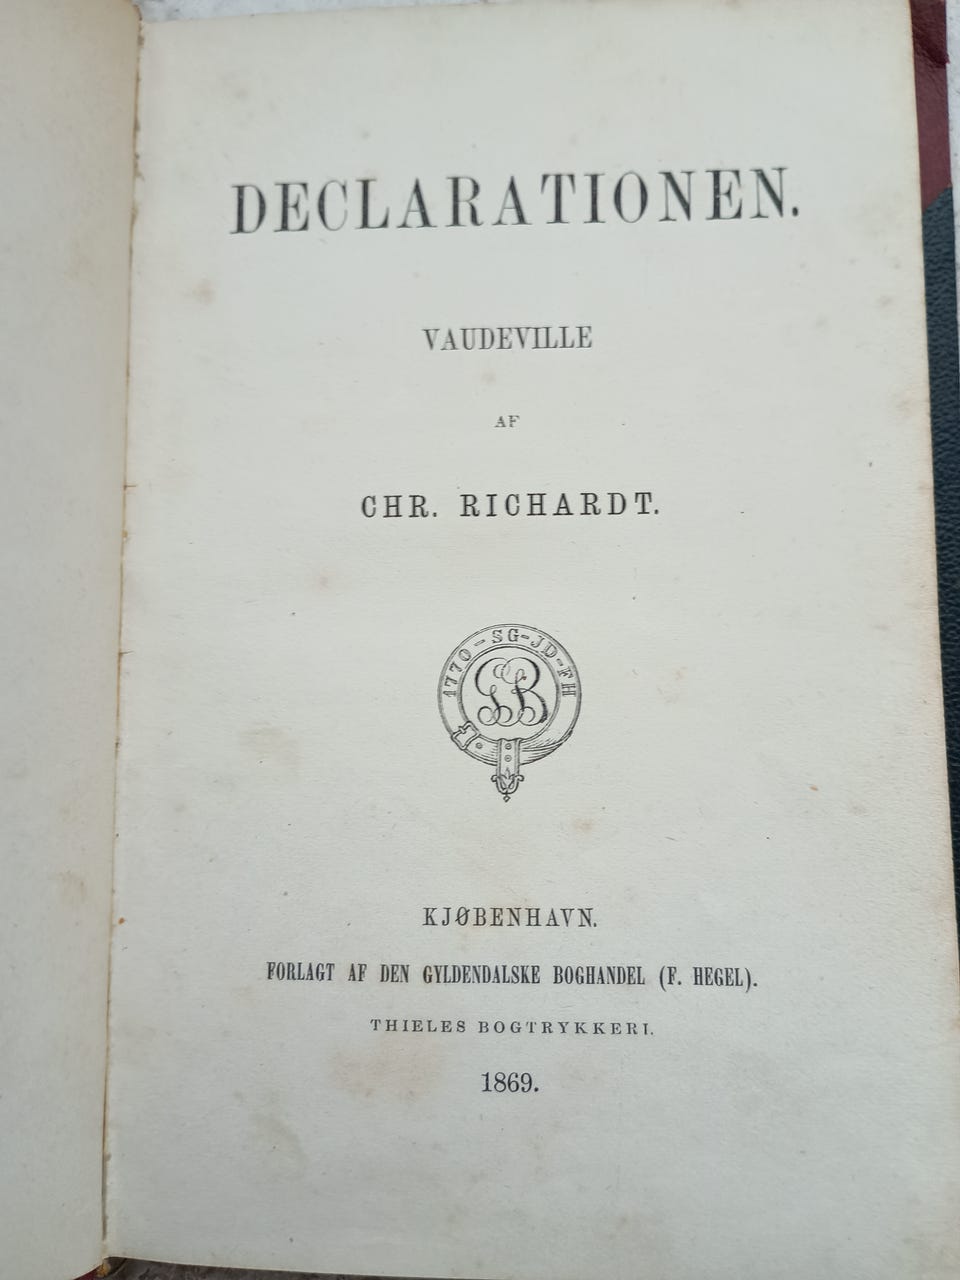 DECLARATIONEN.
VAUDEVILLE
AF
CHR. RICHARDT.
1770-SG-JD-FH
GB
KJØBENHAVN.
FORLAGT AF DEN GYLDENDALSKE BOGHANDEL (F. HEGEL).
THIELES BOGTRYKKERI.
1869.